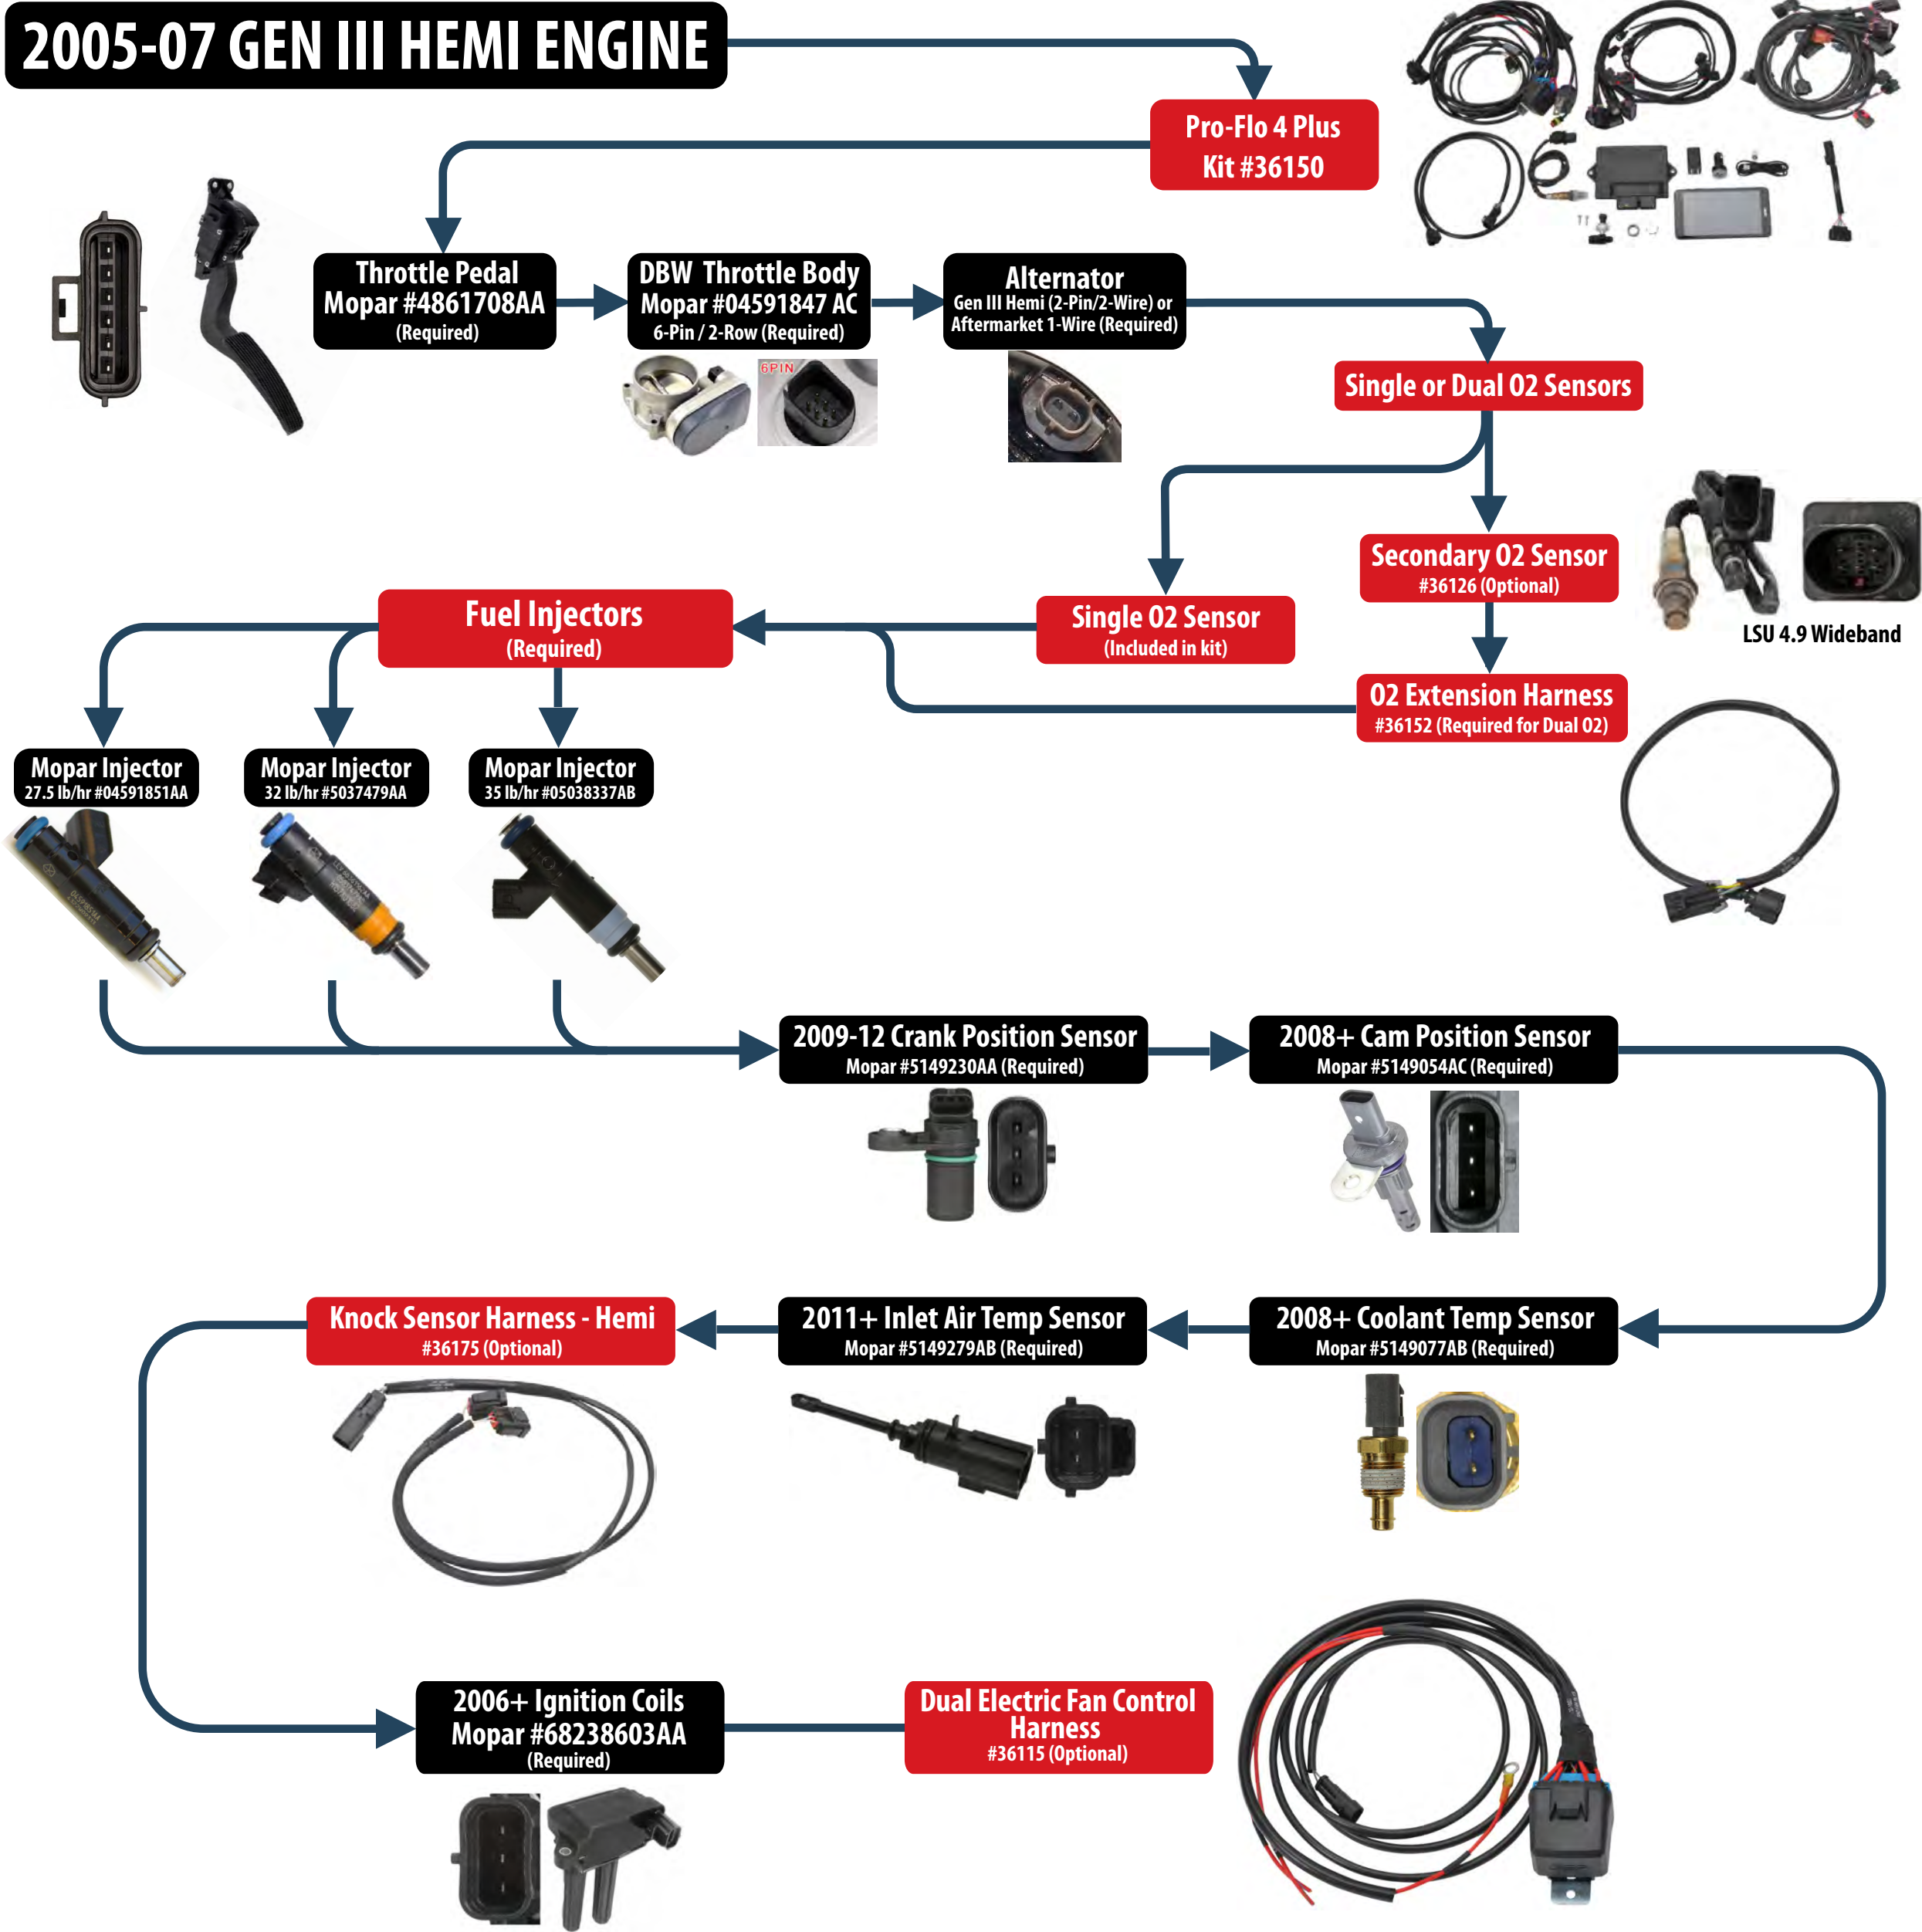 2005-07 GEN III HEMI ENGINE
Pro-Flo 4 Plus
Kit #36150
Throttle Pedal
Mopar #4861708AA
(Required)
DBW Throttle Body
Mopar #04591847 AC
6-Pin / 2-Row (Required)
Alternator
Gen III Hemi (2-Pin/2-Wire) or
Aftermarket 1-Wire (Required)
6PIN
Single or Dual O2 Sensors
Secondary O2 Sensor
#36126 (Optional)
LSU 4.9 Wideband
Fuel Injectors
(Required)
Single O2 Sensor
(Included in kit)
O2 Extension Harness
#36152 (Required for Dual O2)
Mopar Injector
27.5 lb/hr #04591851AA
Mopar Injector
32 lb/hr #5037479AA
Mopar Injector
35 lb/hr #05038337AB
2009-12 Crank Position Sensor
Mopar #5149230AA (Required)
2008+ Cam Position Sensor
Mopar #5149054AC (Required)
Knock Sensor Harness - Hemi
#36175 (Optional)
2011+ Inlet Air Temp Sensor
Mopar #5149279AB (Required)
2008+ Coolant Temp Sensor
Mopar #5149077AB (Required)
2006+ Ignition Coils
Mopar #68238603AA
(Required)
Dual Electric Fan Control
Harness
#36115 (Optional)